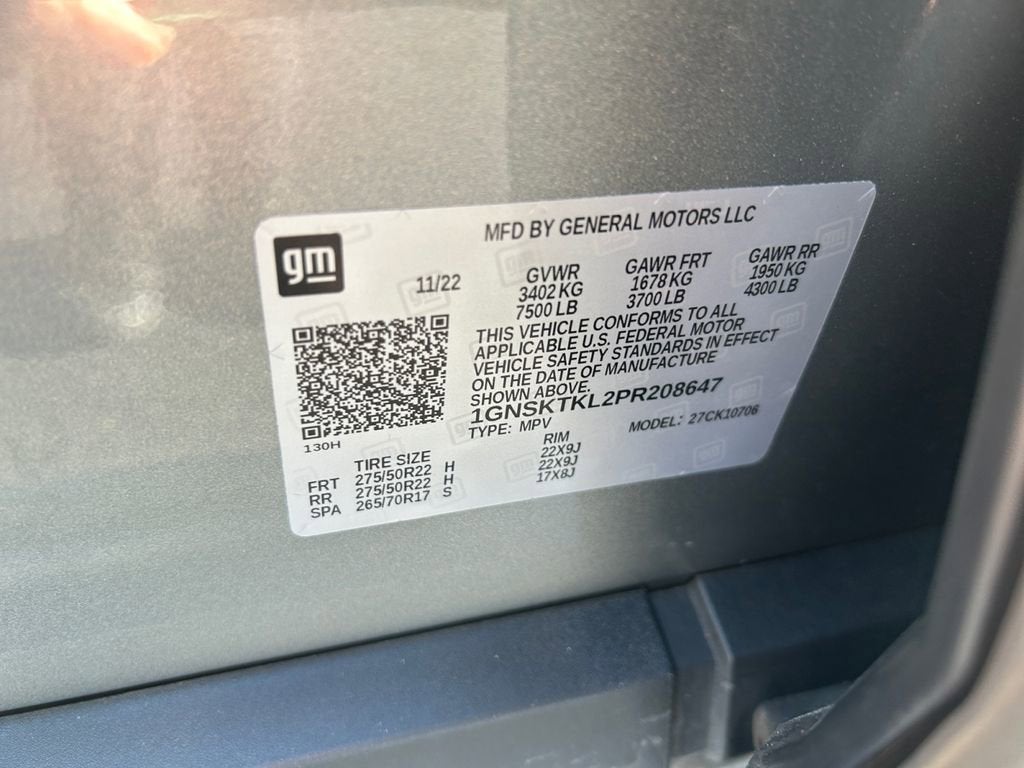 gm
MFD BY GENERAL MOTORS LLC
11/22
GVWR
3402 KG
7500 LB
GAWR FRT
1678 KG
3700 LB
GAWR RR
1950 KG
4300 LB
THIS VEHICLE CONFORMS TO ALL
APPLICABLE U.S. FEDERAL MOTOR
VEHICLE SAFETY STANDARDS IN EFFECT
ON THE DATE OF MANUFACTURE
SHOWN ABOVE.
1GNSKTKL2PR208647
TYPE: MPV
MODEL: 27CK10706
130H
TIRE SIZE RIM
FRT 275/50R22 H 22X9J
RR 275/50R22 H 22X9J
SPA 265/70R17 S 17X8J